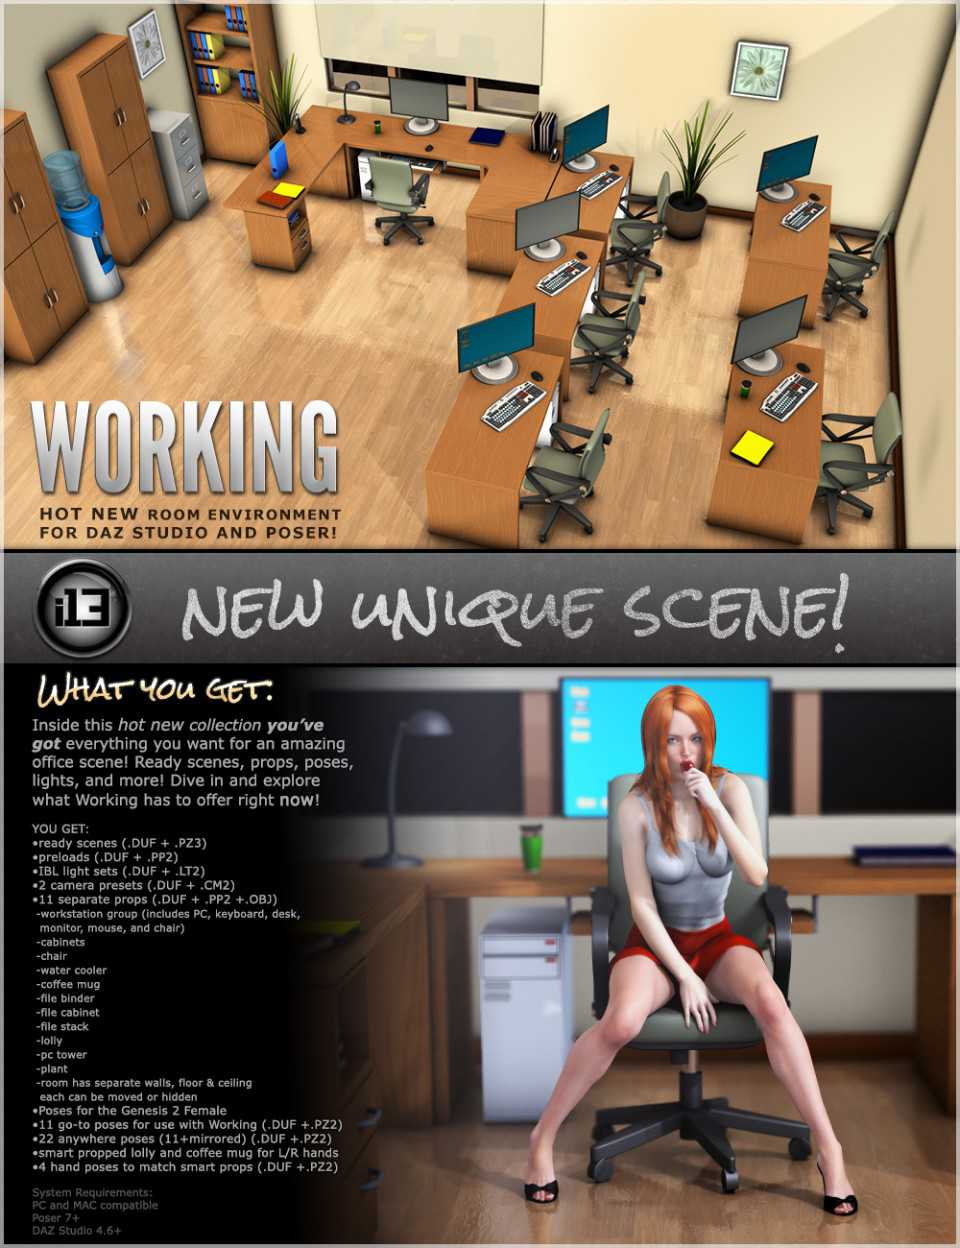 WORKING
HOT NEW ROOM ENVIRONMENT
FOR DAZ STUDIO AND POSER!
i13
NEW UNIQUE SCENE!
WHAT YOU GET:
Inside this hot new collection you've
got everything you want for an amazing
office scene! Ready scenes, props, poses,
lights, and more! Dive in and explore
what Working has to offer right now!
YOU GET:
•ready scenes (.DUF + .PZ3)
•preloads (.DUF + .PP2)
•IBL light sets (.DUF + .LT2)
•2 camera presets (.DUF + .CM2)
•11 separate props (.DUF + .PP2 +.OBJ)
-workstation group (includes PC, keyboard, desk,
monitor, mouse, and chair)
-cabinets
-chair
-water cooler
-coffee mug
-file binder
-file cabinet
-file stack
-lolly
-pc tower
-plant
-room has separate walls, floor & ceiling
each can be moved or hidden
•Poses for the Genesis 2 Female
•11 go-to poses for use with Working (.DUF +.PZ2)
•22 anywhere poses (11+mirrored) (.DUF +.PZ2)
•smart propped lolly and coffee mug for L/R hands
•4 hand poses to match smart props (.DUF +.PZ2)
System Requirements:
PC and MAC compatible
Poser 7+
DAZ Studio 4.6+